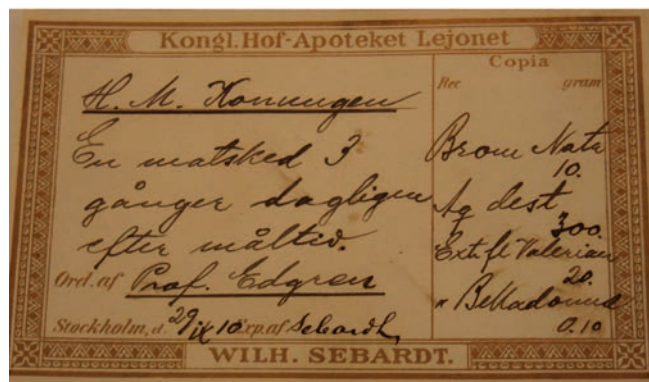 Kongl. Hof-Apoteket Lejonet
H. M. Konungen
En matsked 3
gånger dagligen
efter måltid.
Ord. af Prof. Edgren
Stockholm, d. 29/IX 10 Exp. af Sebardt
Copia
Rec gram
Brom Natr
10.
Aq dest
300.
Ext. fl Valerian
20.
" Belladonnæ
0.10
WILH. SEBARDT.